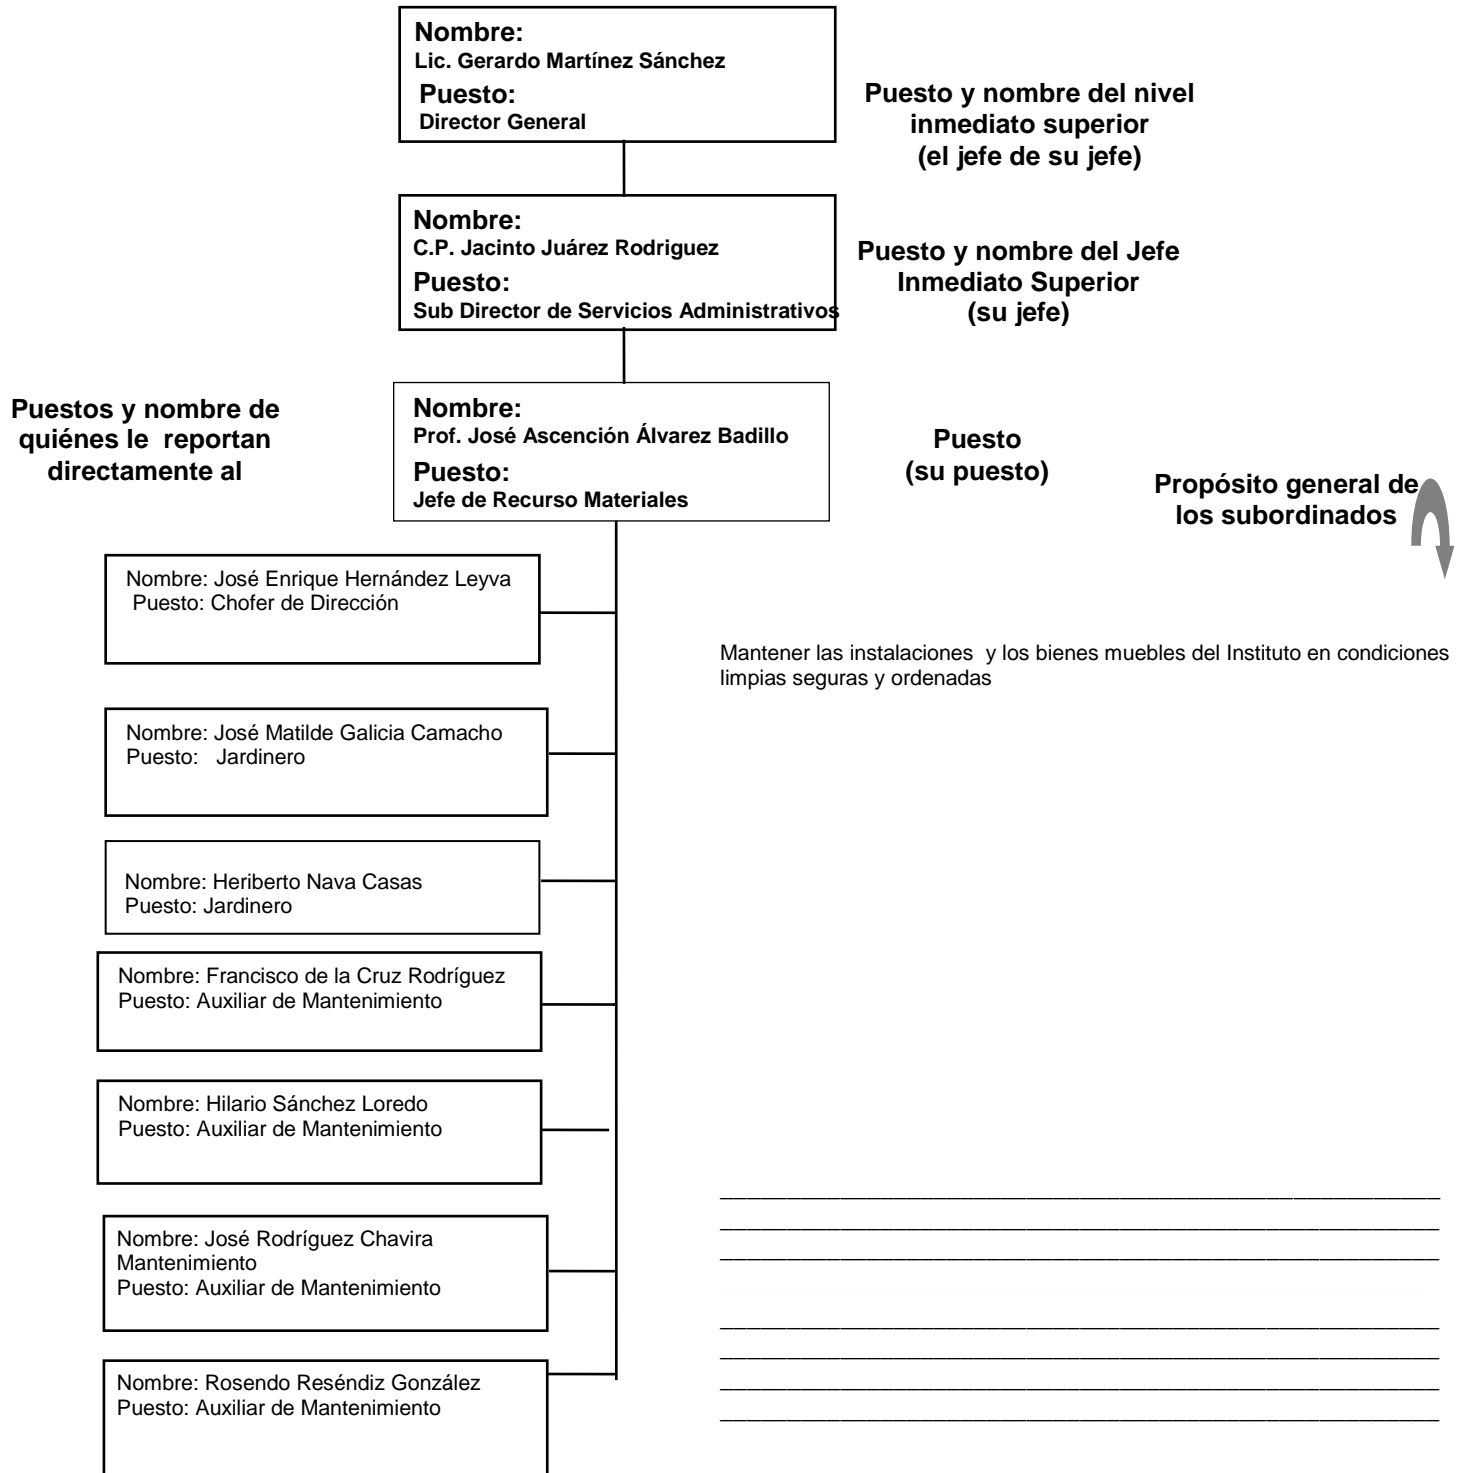 Nombre:
Lic. Gerardo Martínez Sánchez
Puesto:
Director General
Puesto y nombre del nivel
inmediato superior
(el jefe de su jefe)
Nombre:
C.P. Jacinto Juárez Rodriguez
Puesto:
Sub Director de Servicios Administrativos
Puesto y nombre del Jefe
Inmediato Superior
(su jefe)
Puestos y nombre de
quiénes le reportan
directamente al
Nombre:
Prof. José Ascención Álvarez Badillo
Puesto:
Jefe de Recurso Materiales
Puesto
(su puesto)
Propósito general de
los subordinados
Nombre: José Enrique Hernández Leyva
Puesto: Chofer de Dirección
Mantener las instalaciones y los bienes muebles del Instituto en condiciones
limpias seguras y ordenadas
Nombre: José Matilde Galicia Camacho
Puesto: Jardinero
Nombre: Heriberto Nava Casas
Puesto: Jardinero
Nombre: Francisco de la Cruz Rodríguez
Puesto: Auxiliar de Mantenimiento
Nombre: Hilario Sánchez Loredo
Puesto: Auxiliar de Mantenimiento
Nombre: José Rodríguez Chavira
Mantenimiento
Puesto: Auxiliar de Mantenimiento
Nombre: Rosendo Reséndiz González
Puesto: Auxiliar de Mantenimiento